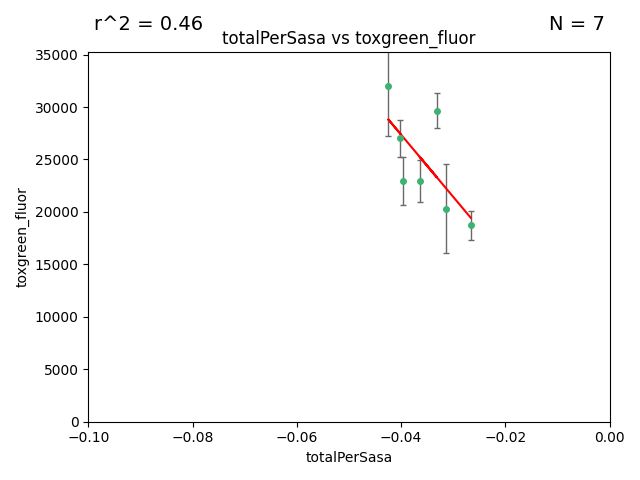 r^2 = 0.46
N = 7
totalPerSasa vs toxgreen_fluor
35000
30000
25000
20000
15000
10000
5000
0
toxgreen_fluor
−0.10
−0.08
−0.06
−0.04
−0.02
0.00
totalPerSasa